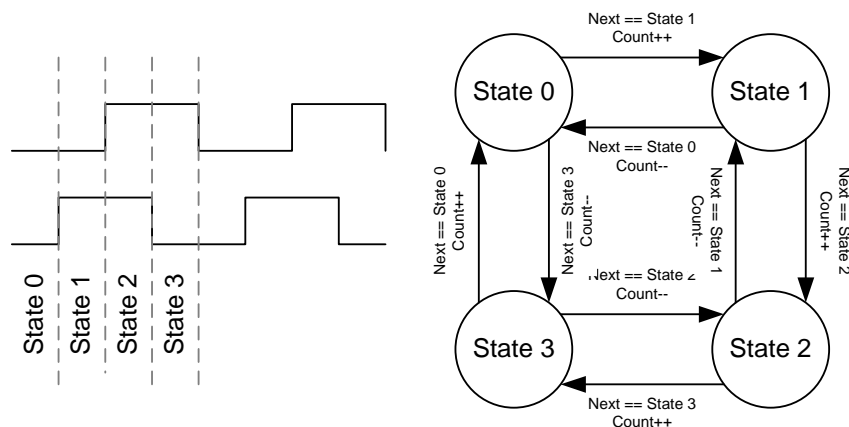 State 0
State 1
State 2
State 3
Next == State 1
Count++
State 0
State 1
Next == State 0
Count--
Next == State 0
Count++
Next == State 3
Count--
Next == State 1
Count--
Next == State 2
Count++
Next == State 2
Count--
State 3
State 2
Next == State 3
Count++